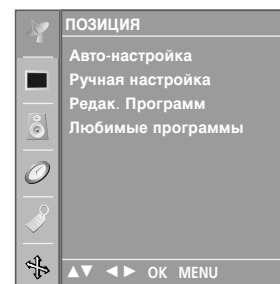 ПОЗИЦИЯ
Авто-настройка
Ручная настройка
Редак. Программ
Любимые программы
▲▼ ◄► OK MENU